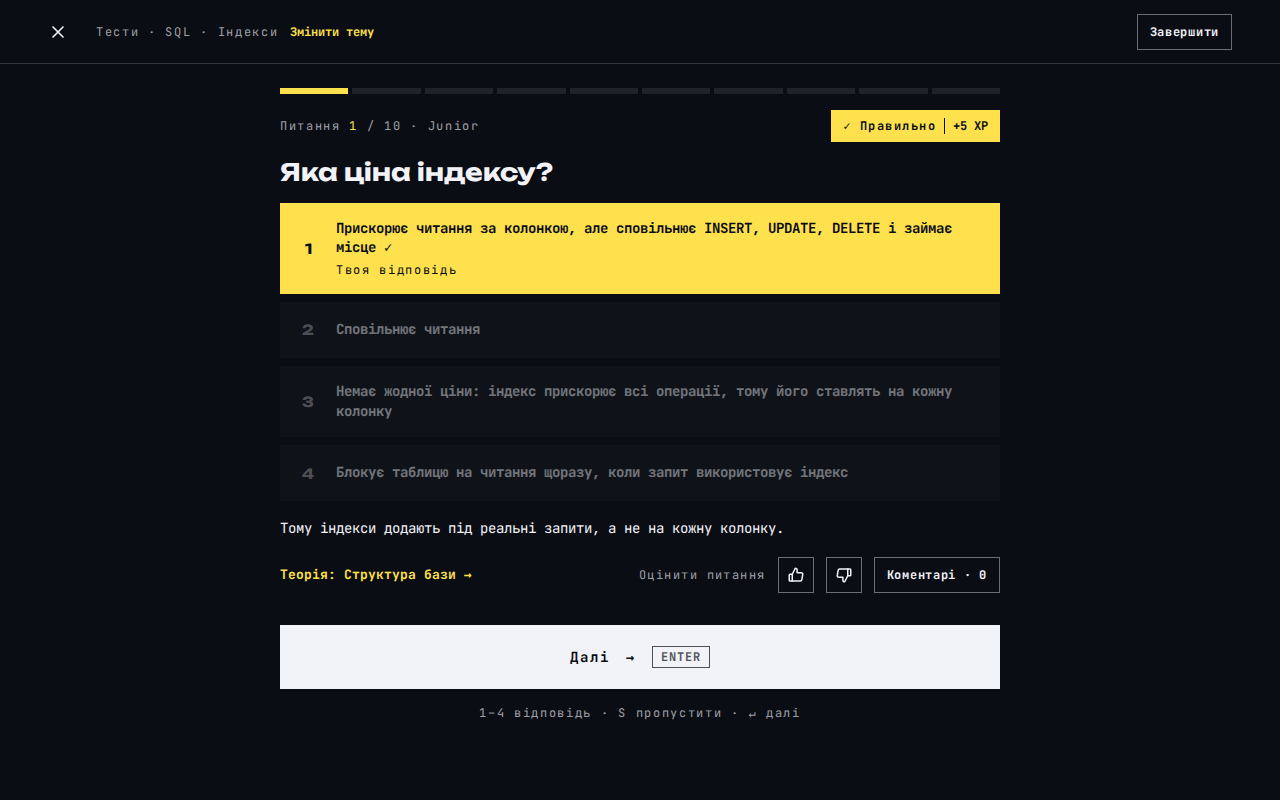 Тести · SQL · Індекси Змінити тему
Завершити
Питання 1 / 10 · Junior
✓ Правильно +5 XP
Яка ціна індексу?
1
Прискорює читання за колонкою, але сповільнює INSERT, UPDATE, DELETE і займає
місце ✓
Твоя відповідь
2 Сповільнює читання
3
Немає жодної ціни: індекс прискорює всі операції, тому його ставлять на кожну
колонку
4 Блокує таблицю на читання щоразу, коли запит використовує індекс
Тому індекси додають під реальні запити, а не на кожну колонку.
Теорія: Структура бази →
Оцінити питання
Коментарі · 0
Далі → ENTER
1–4 відповідь · S пропустити · ↵ далі